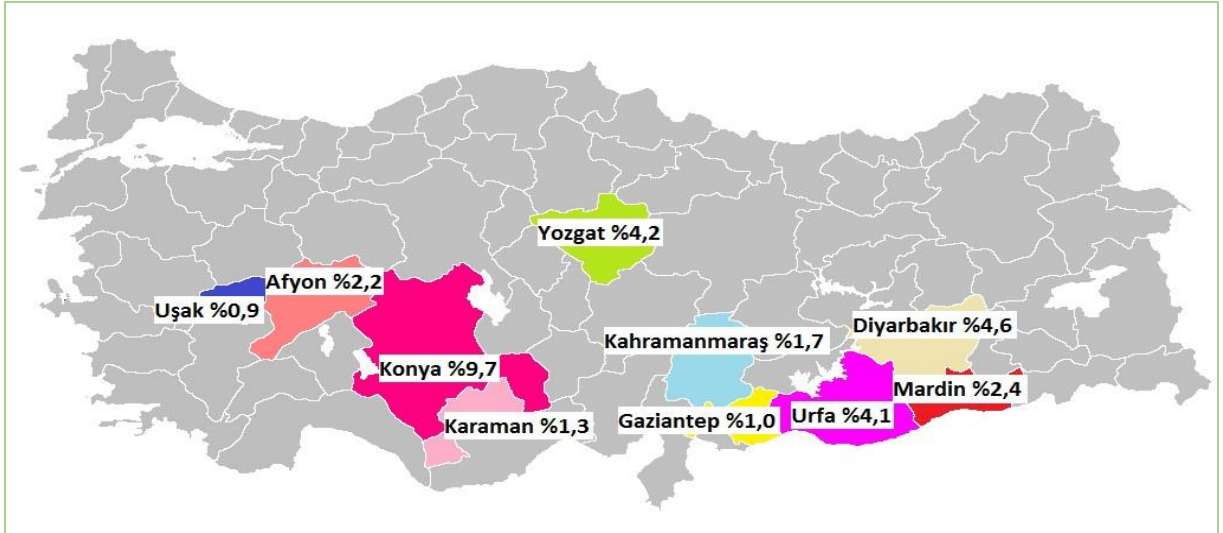 Yozgat %4,2
Afyon %2,2
Uşak %0,9
Diyarbakır %4,6
Kahramanmaraş %1,7
Konya %9,7
Mardin %2,4
Gaziantep %1,0
Urfa %4,1
Karaman %1,3